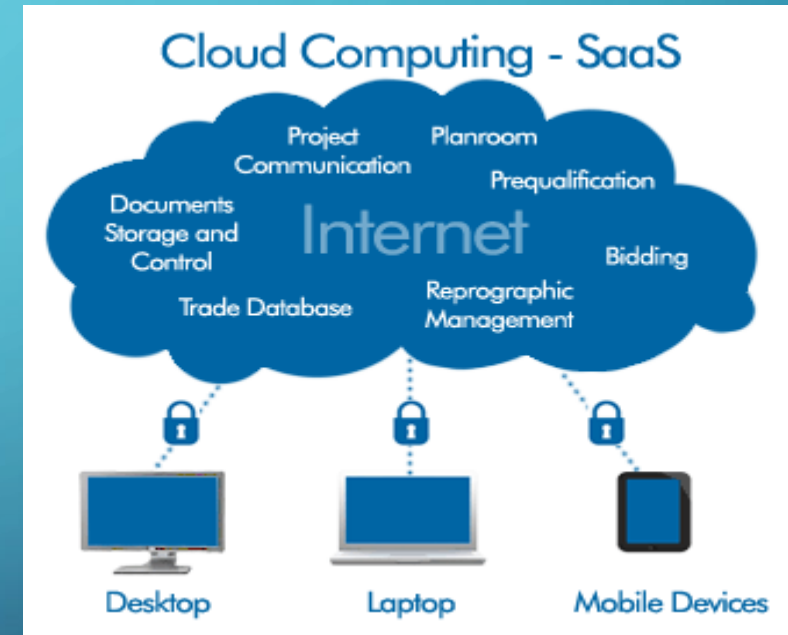 Cloud Computing - SaaS
Project
Communication
Planroom
Prequalification
Documents
Storage and
Control
Internet
Bidding
Trade Database
Reprographic
Management
Desktop
Laptop
Mobile Devices